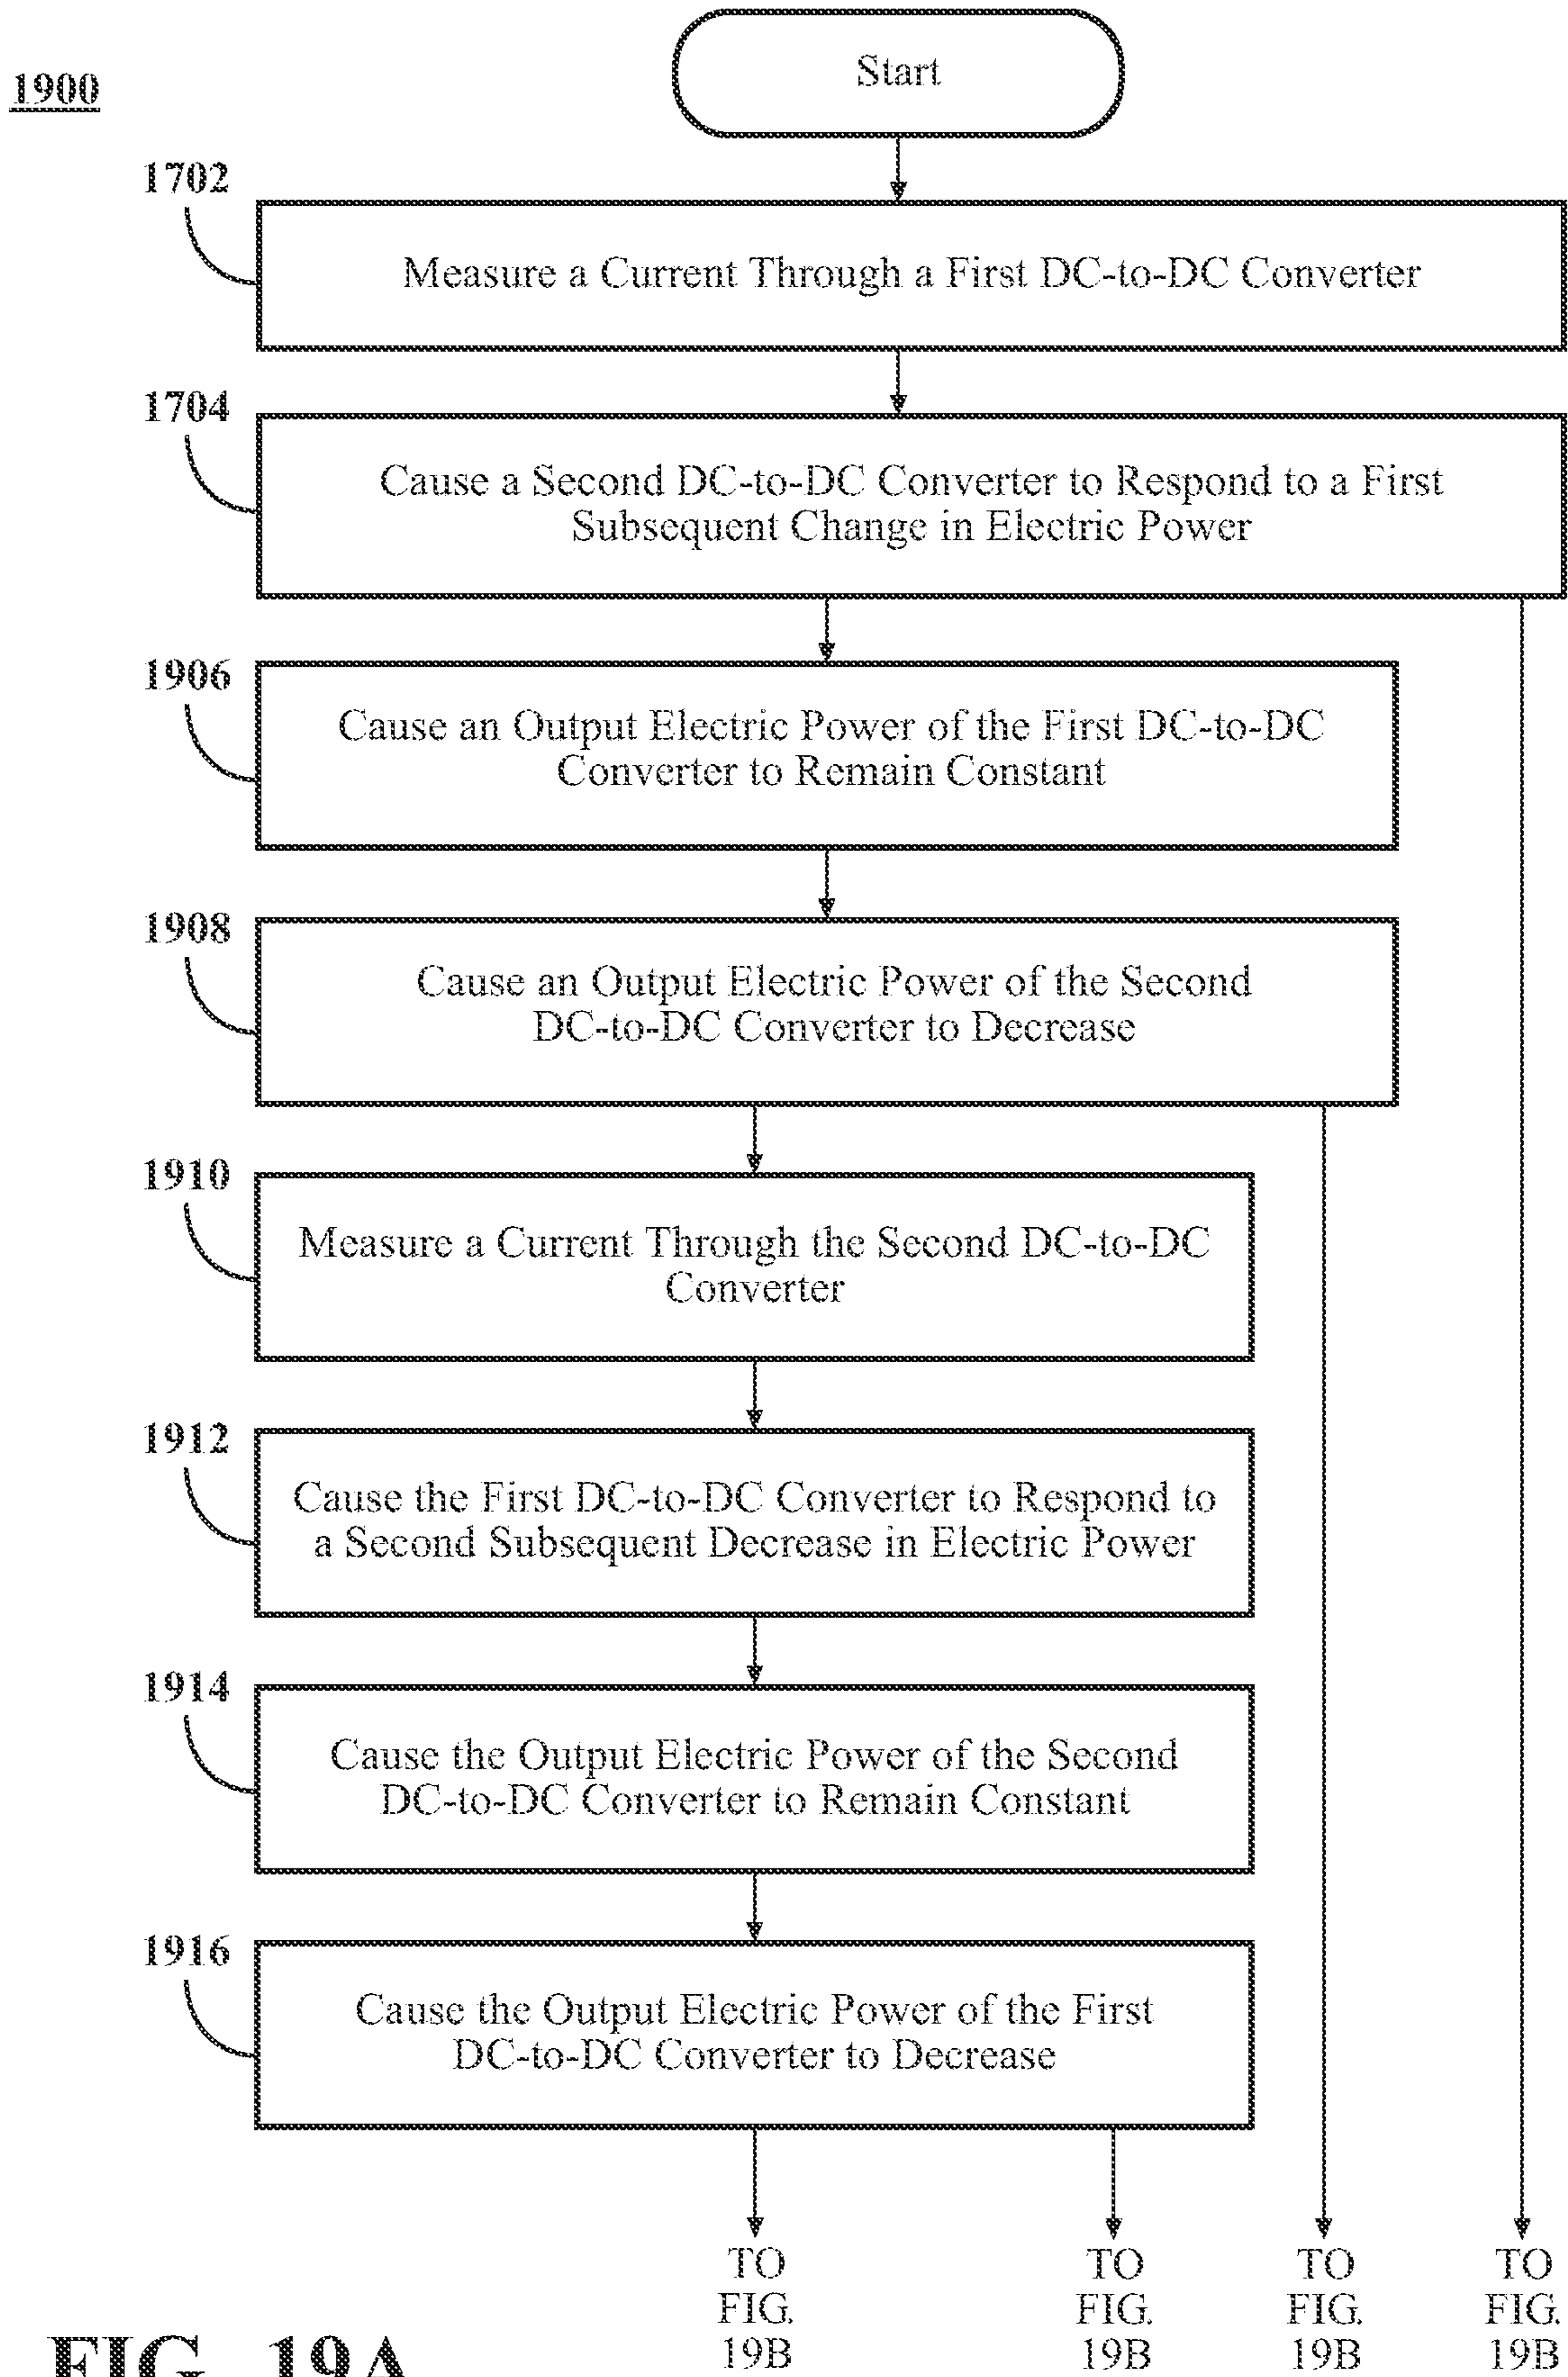 1900
Start
1702
Measure a Current Through a First DC-to-DC Converter
1704
Cause a Second DC-to-DC Converter to Respond to a First
Subsequent Change in Electric Power
1906
Cause an Output Electric Power of the First DC-to-DC
Converter to Remain Constant
1908
Cause an Output Electric Power of the Second
DC-to-DC Converter to Decrease
1910
Measure a Current Through the Second DC-to-DC
Converter
1912
Cause the First DC-to-DC Converter to Respond to
a Second Subsequent Decrease in Electric Power
1914
Cause the Output Electric Power of the Second
DC-to-DC Converter to Remain Constant
1916
Cause the Output Electric Power of the First
DC-to-DC Converter to Decrease
TO
FIG.
19B
TO
FIG.
19B
TO
FIG.
19B
TO
FIG.
19B
FIG. 19A